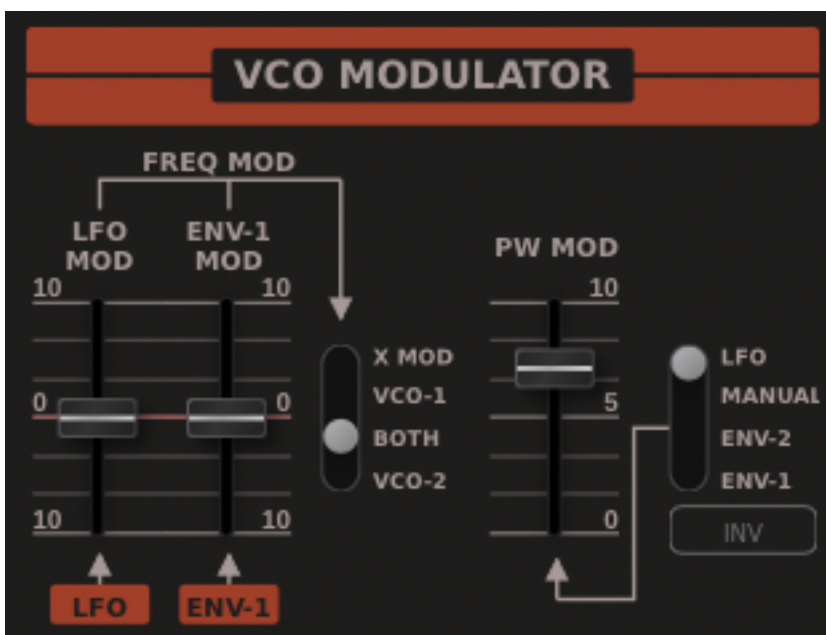 VCO MODULATOR
FREQ MOD
LFO MOD
ENV-1 MOD
PW MOD
10 10 10
X MOD
LFO
VCO-1
MANUAL
0 0 5
BOTH
ENV-2
VCO-2
ENV-1
10 10 0
INV
LFO ENV-1